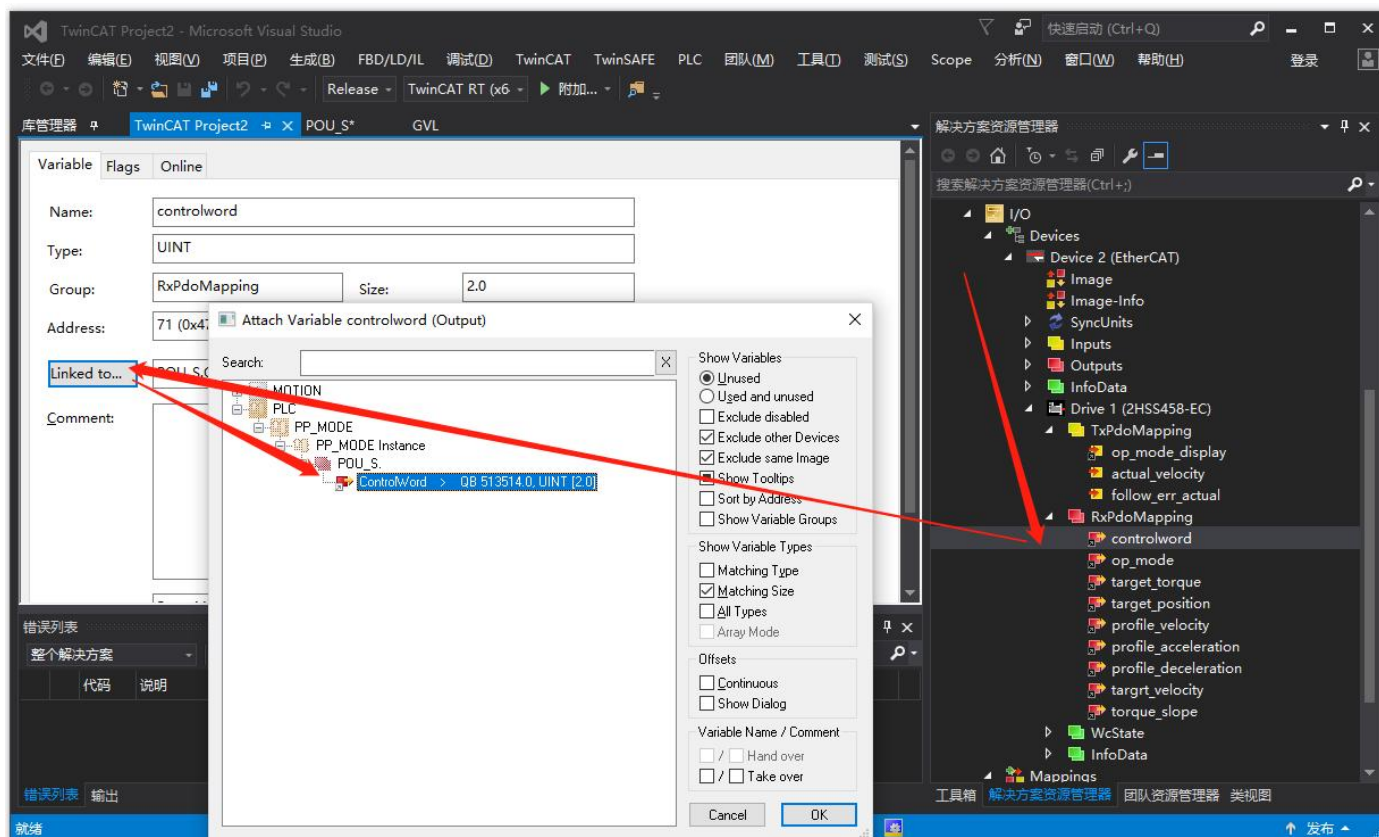 TwinCAT Project2 - Microsoft Visual Studio
快速启动 (Ctrl+Q)
文件(F) 编辑(E) 视图(V) 项目(P) 生成(B) FBD/LD/IL 调试(D) TwinCAT TwinSAFE PLC 团队(M) 工具(T) 测试(S) Scope 分析(N) 窗口(W) 帮助(H) 登录
Release TwinCAT RT (x6 附加...
库管理器 TwinCAT Project2 POU_S* GVL
Variable Flags Online
Name: controlword
Type: UINT
Group: RxPdoMapping Size: 2.0
Address: 71 (0x47
Linked to...
Comment:
Attach Variable controlword (Output)
Search: X
MOTION
PLC
PP_MODE
PP_MODE Instance
POU_S.
ControlWord > QB 513514.0, UINT [2.0]
Show Variables
Unused
Used and unused
Exclude disabled
Exclude other Devices
Exclude same Image
Show Tooltips
Sort by Address
Show Variable Groups
Show Variable Types
Matching Type
Matching Size
All Types
Array Mode
Offsets
Continuous
Show Dialog
Variable Name / Comment
/ Hand over
/ Take over
Cancel OK
错误列表
整个解决方案
代码 说明
错误列表 输出
就绪
解决方案资源管理器
搜索解决方案资源管理器(Ctrl+;)
I/O
Devices
Device 2 (EtherCAT)
Image
Image-Info
SyncUnits
Inputs
Outputs
InfoData
Drive 1 (2HSS458-EC)
TxPdoMapping
op_mode_display
actual_velocity
follow_err_actual
RxPdoMapping
controlword
op_mode
target_torque
target_position
profile_velocity
profile_acceleration
profile_deceleration
targrt_velocity
torque_slope
WcState
InfoData
Mappings
工具箱 解决方案资源管理器 团队资源管理器 类视图
发布